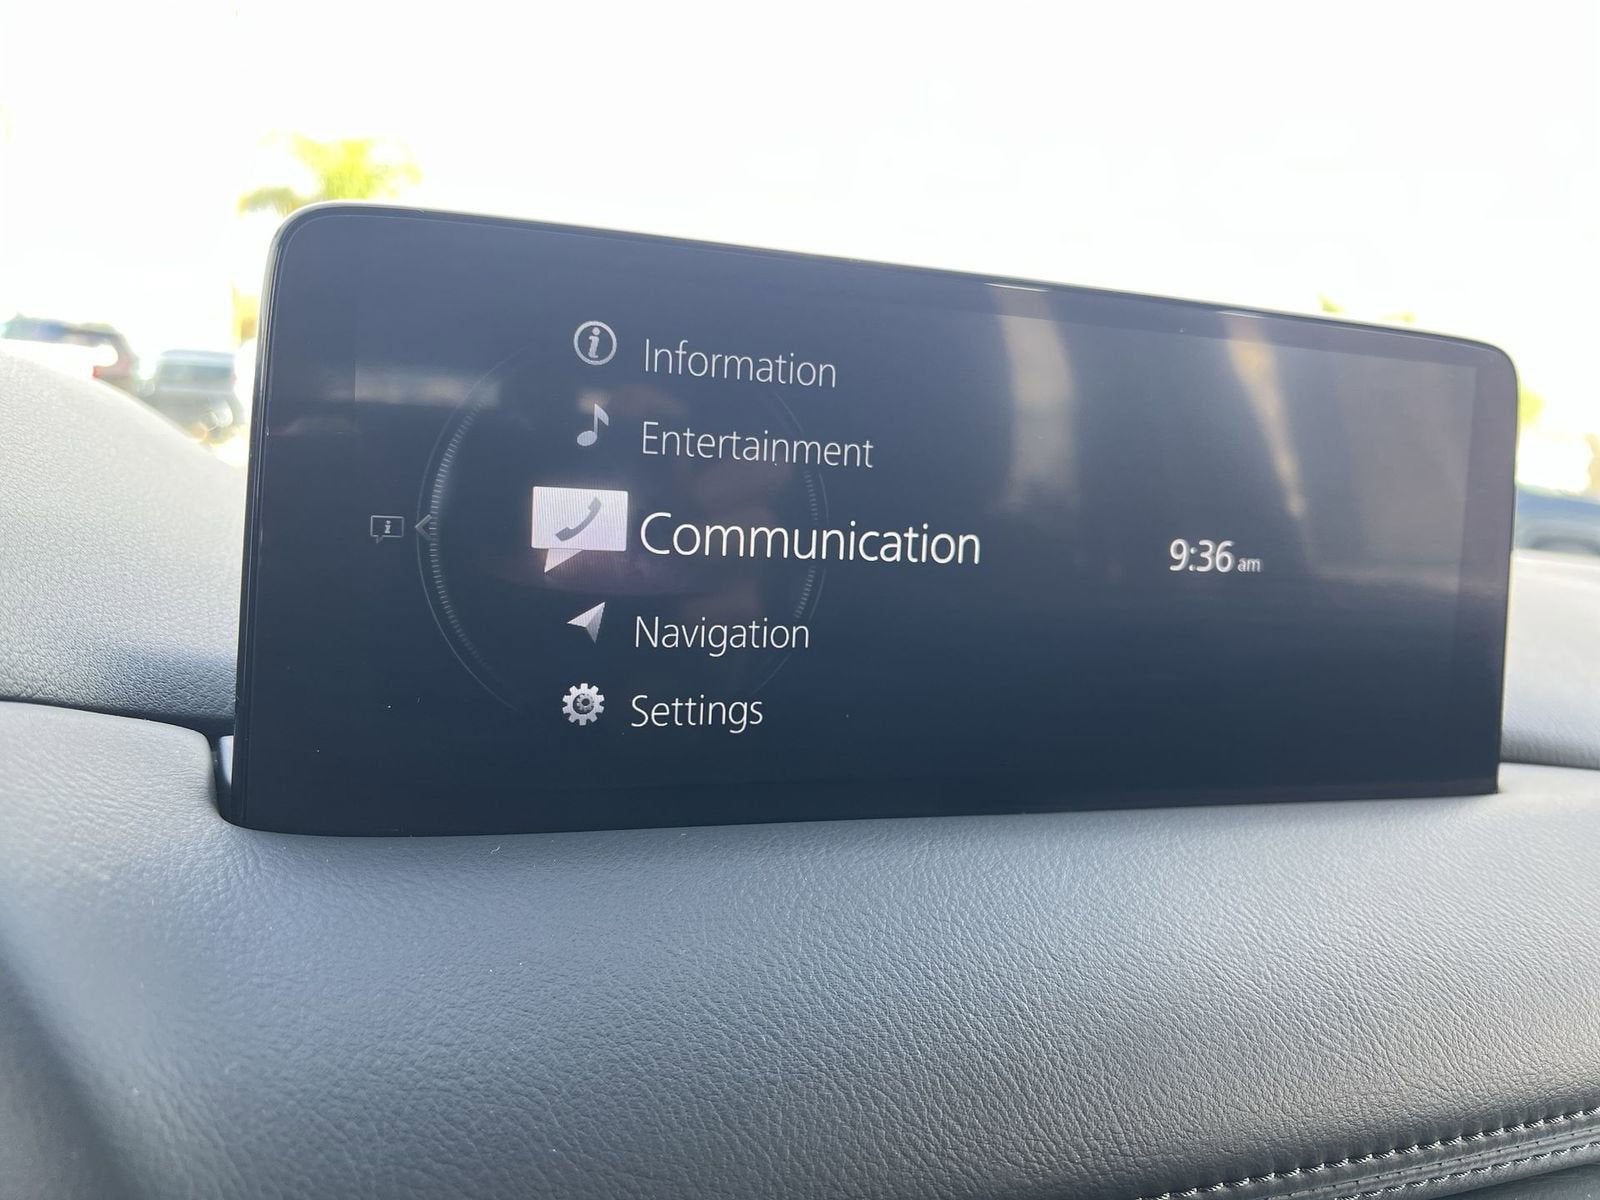 Information
Entertainment
Communication
9:36 am
Navigation
Settings